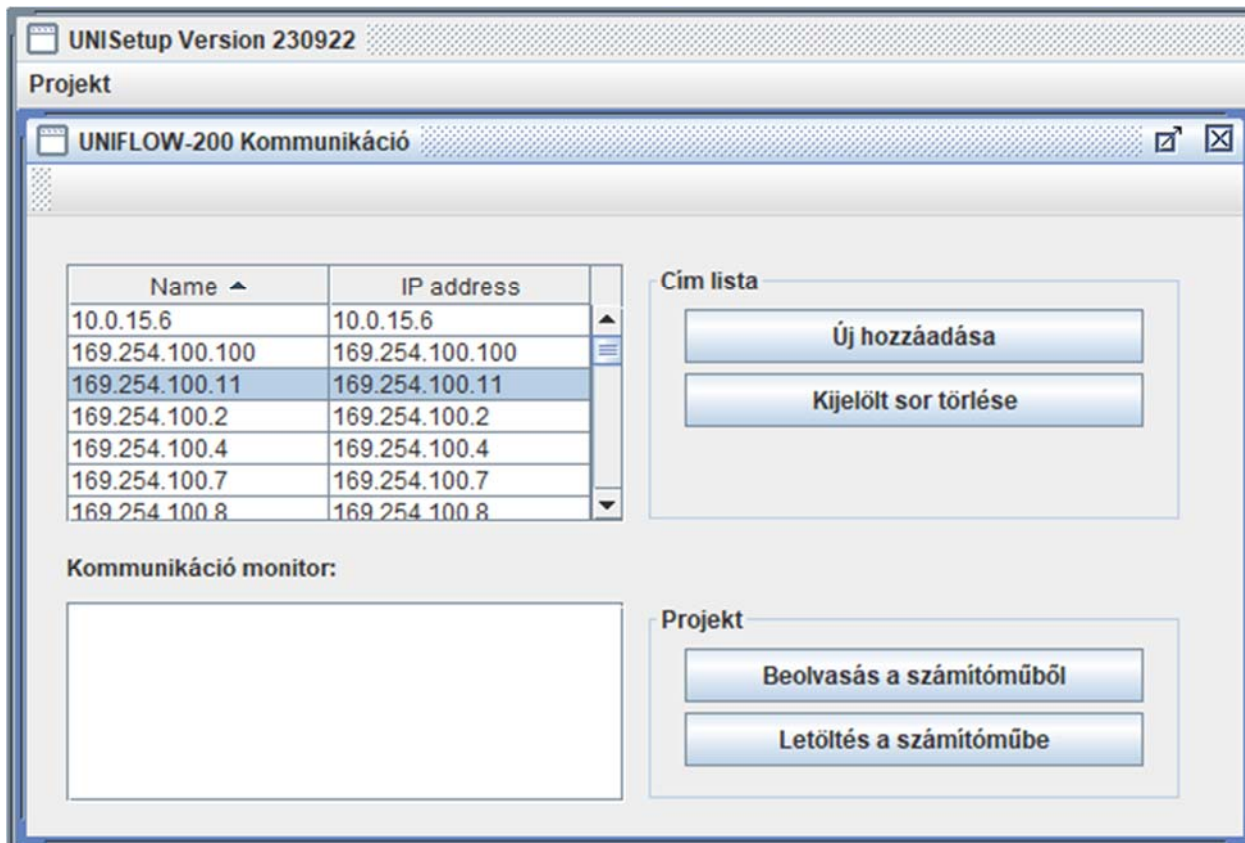 UNISetup Version 230922
Projekt
UNIFLOW-200 Kommunikáció
Name IP address
10.0.15.6 10.0.15.6
169.254.100.100 169.254.100.100
169.254.100.11 169.254.100.11
169.254.100.2 169.254.100.2
169.254.100.4 169.254.100.4
169.254.100.7 169.254.100.7
169.254.100.8 169.254.100.8
Cím lista
Új hozzáadása
Kijelölt sor törlése
Kommunikáció monitor:
Projekt
Beolvasás a számítóműből
Letöltés a számítóműbe